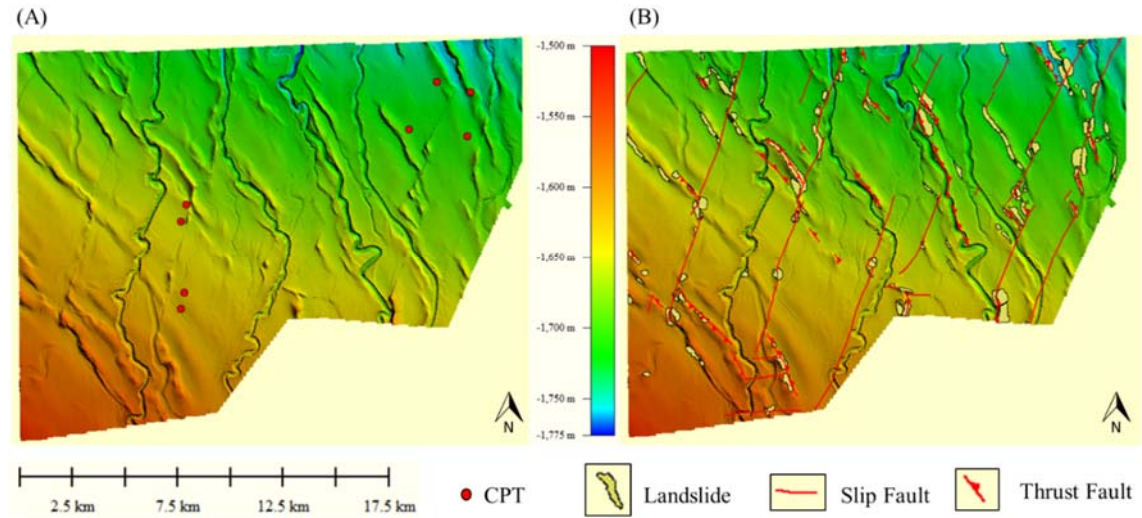 (A)
(B)
-1,500 m
-1,550 m
-1,600 m
-1,650 m
-1,700 m
-1,750 m
-1,775 m
N
N
2.5 km 7.5 km 12.5 km 17.5 km
CPT
Landslide
Slip Fault
Thrust Fault